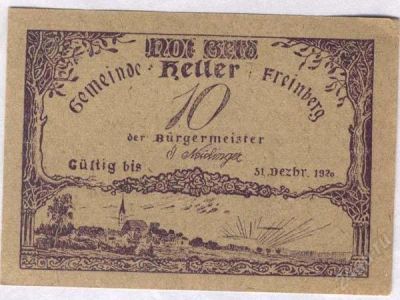 Not Geld
Gemeinde Heller Freinberg
10
der Bürgermeister
Gültig bis 31. Dezbr. 1920